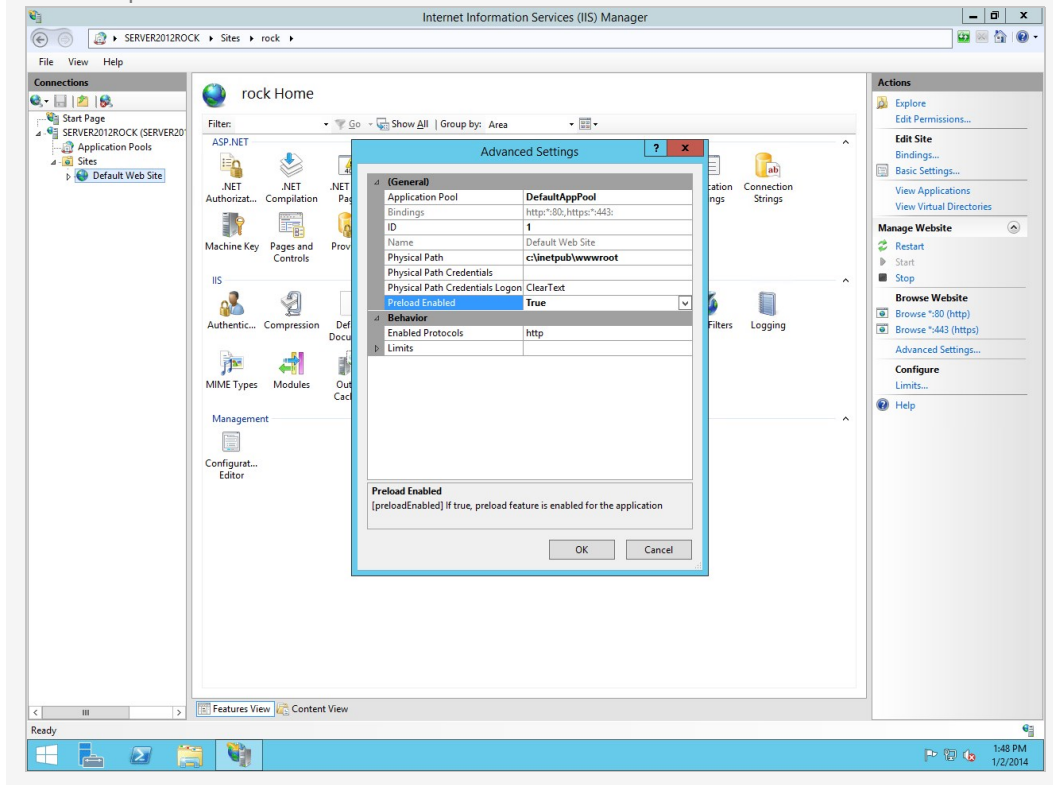 Internet Information Services (IIS) Manager
SERVER2012ROCK Sites rock
File View Help
Connections
Start Page
SERVER2012ROCK (SERVER20
Application Pools
Sites
Default Web Site
rock Home
Filter: Go Show All Group by: Area
ASP.NET
.NET Authorizat...
.NET Compilation
.NET
Connection Strings
Machine Key
Pages and Controls
Prov
IIS
Authentic...
Compression
Def
Docu
Filters
Logging
MIME Types
Modules
Out
Cacl
Management
Configurat... Editor
Advanced Settings
? x
(General)
Application Pool DefaultAppPool
Bindings http:*:80:,https:*:443:
ID 1
Name Default Web Site
Physical Path c:\inetpub\wwwroot
Physical Path Credentials
Physical Path Credentials Logon ClearText
Preload Enabled True
Behavior
Enabled Protocols http
Limits
Preload Enabled
[preloadEnabled] If true, preload feature is enabled for the application
OK Cancel
Actions
Explore
Edit Permissions...
Edit Site
Bindings...
Basic Settings...
View Applications
View Virtual Directories
Manage Website
Restart
Start
Stop
Browse Website
Browse *:80 (http)
Browse *:443 (https)
Advanced Settings...
Configure
Limits...
Help
Features View Content View
Ready
1:48 PM
1/2/2014